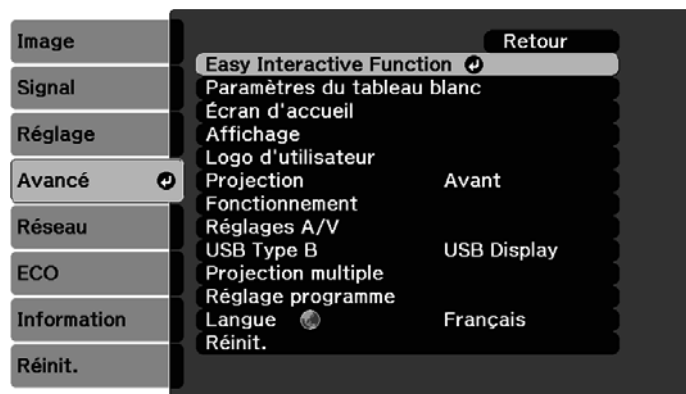 Image
Signal
Réglage
Avancé
Réseau
ECO
Information
Réinit.
Retour
Easy Interactive Function
Paramètres du tableau blanc
Écran d'accueil
Affichage
Logo d'utilisateur
Projection Avant
Fonctionnement
Réglages A/V
USB Type B USB Display
Projection multiple
Réglage programme
Langue Français
Réinit.